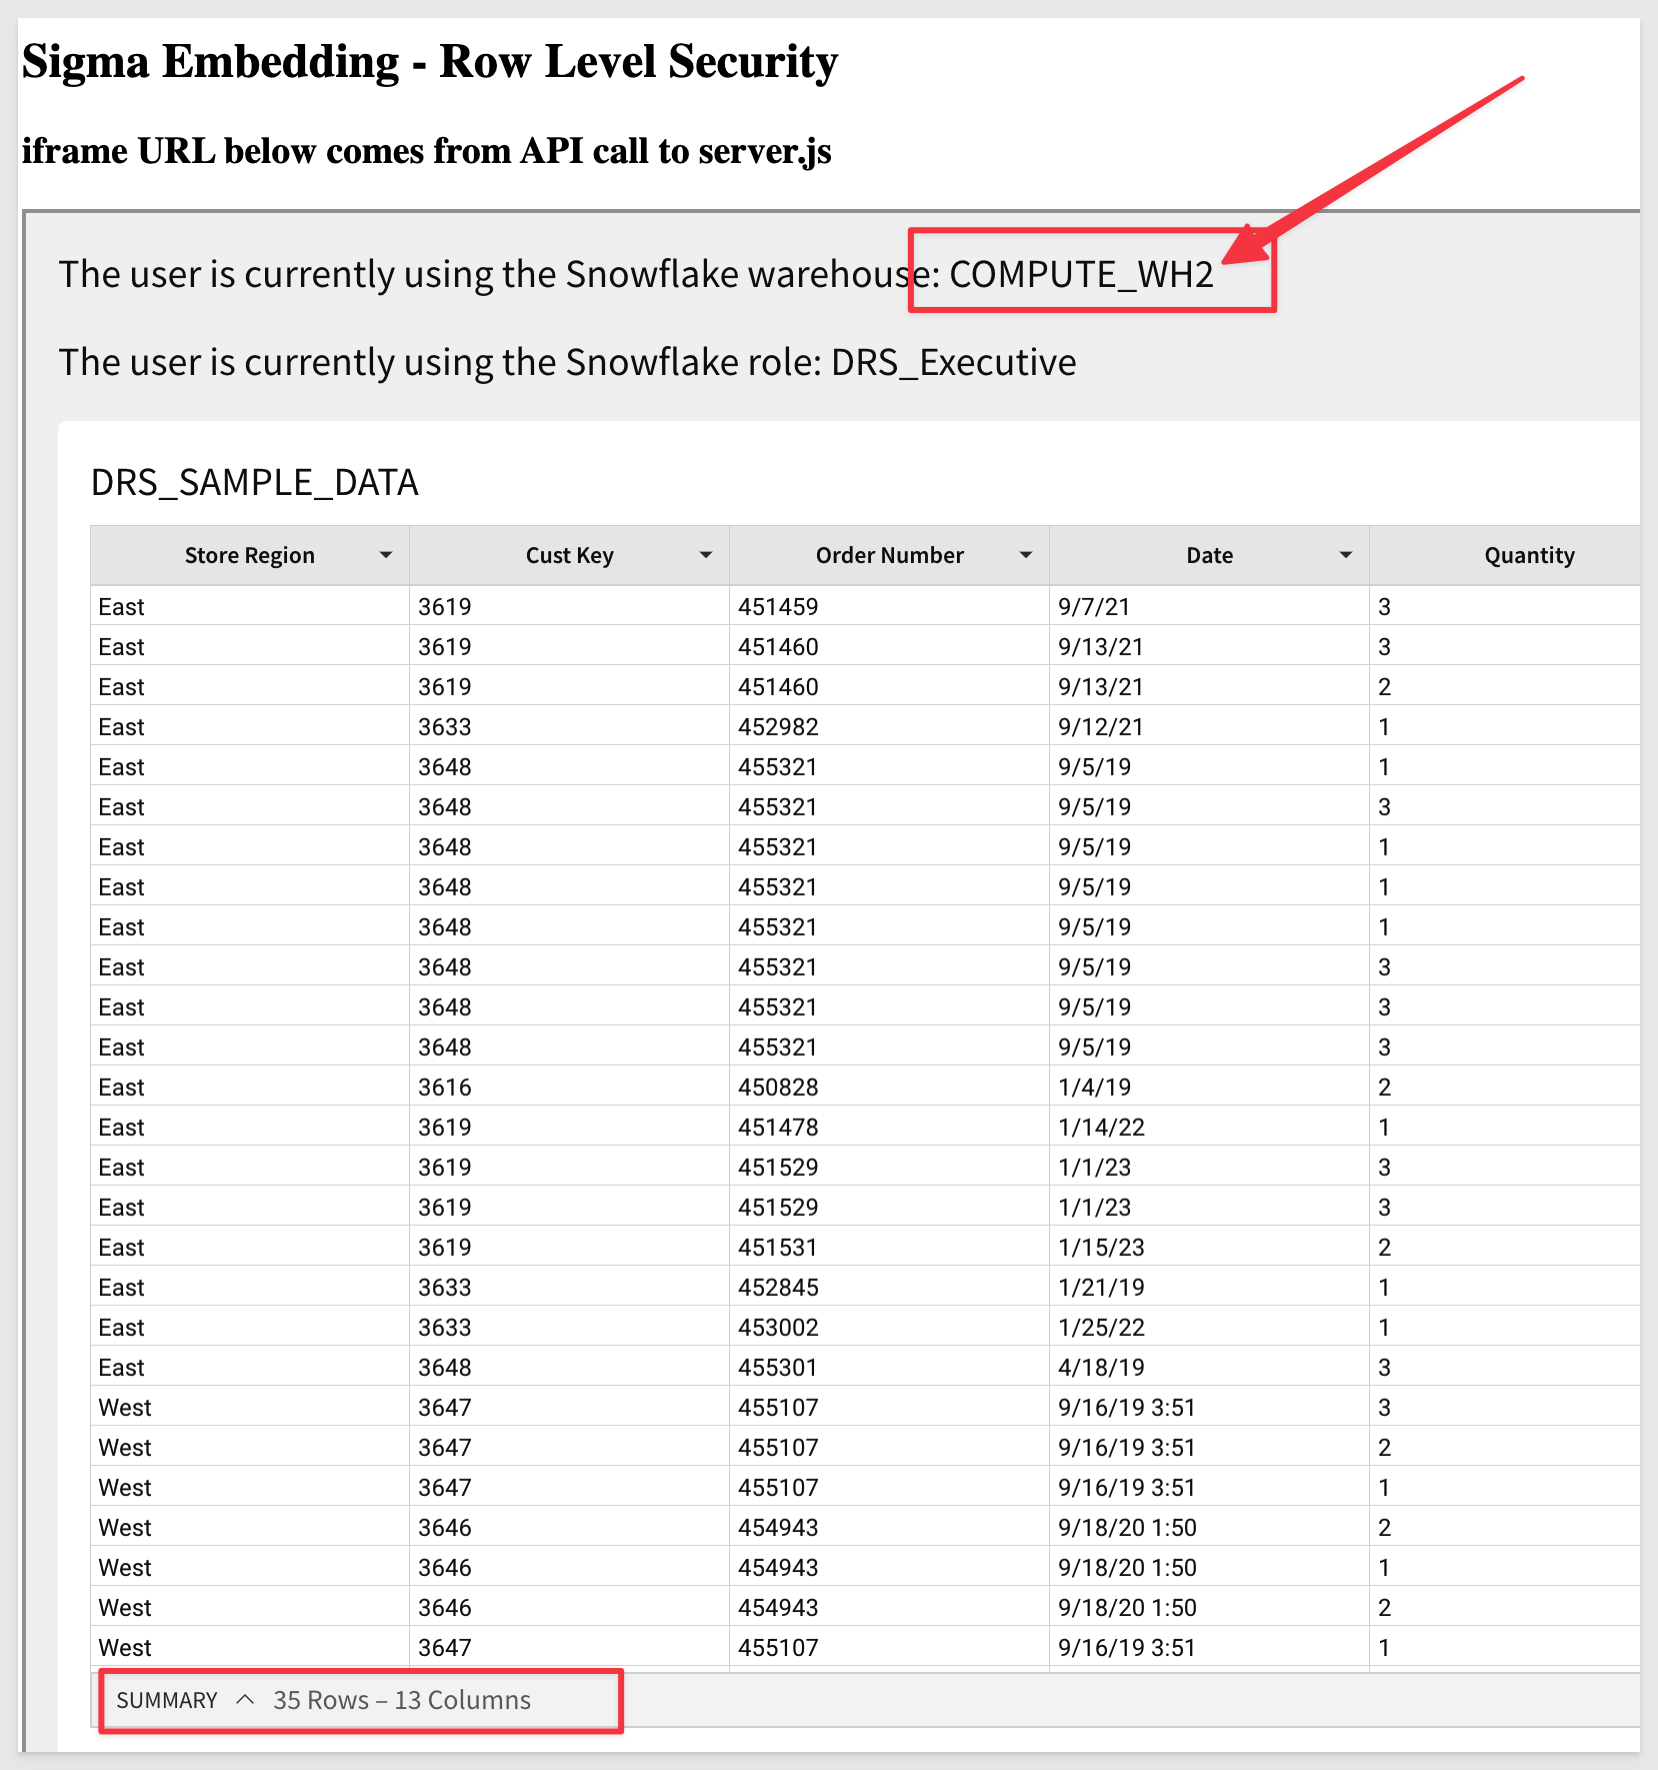 Sigma Embedding - Row Level Security
iframe URL below comes from API call to server.js
The user is currently using the Snowflake warehouse: COMPUTE_WH2
The user is currently using the Snowflake role: DRS_Executive
DRS_SAMPLE_DATA
Store Region Cust Key Order Number Date Quantity
East 3619 451459 9/7/21 3
East 3619 451460 9/13/21 3
East 3619 451460 9/13/21 2
East 3633 452982 9/12/21 1
East 3648 455321 9/5/19 1
East 3648 455321 9/5/19 3
East 3648 455321 9/5/19 1
East 3648 455321 9/5/19 1
East 3648 455321 9/5/19 1
East 3648 455321 9/5/19 3
East 3648 455321 9/5/19 3
East 3648 455321 9/5/19 3
East 3616 450828 1/4/19 2
East 3619 451478 1/14/22 1
East 3619 451529 1/1/23 3
East 3619 451529 1/1/23 3
East 3619 451531 1/15/23 2
East 3633 452845 1/21/19 1
East 3633 453002 1/25/22 1
East 3648 455301 4/18/19 3
West 3647 455107 9/16/19 3:51 3
West 3647 455107 9/16/19 3:51 2
West 3647 455107 9/16/19 3:51 1
West 3646 454943 9/18/20 1:50 2
West 3646 454943 9/18/20 1:50 1
West 3646 454943 9/18/20 1:50 2
West 3647 455107 9/16/19 3:51 1
SUMMARY 35 Rows – 13 Columns